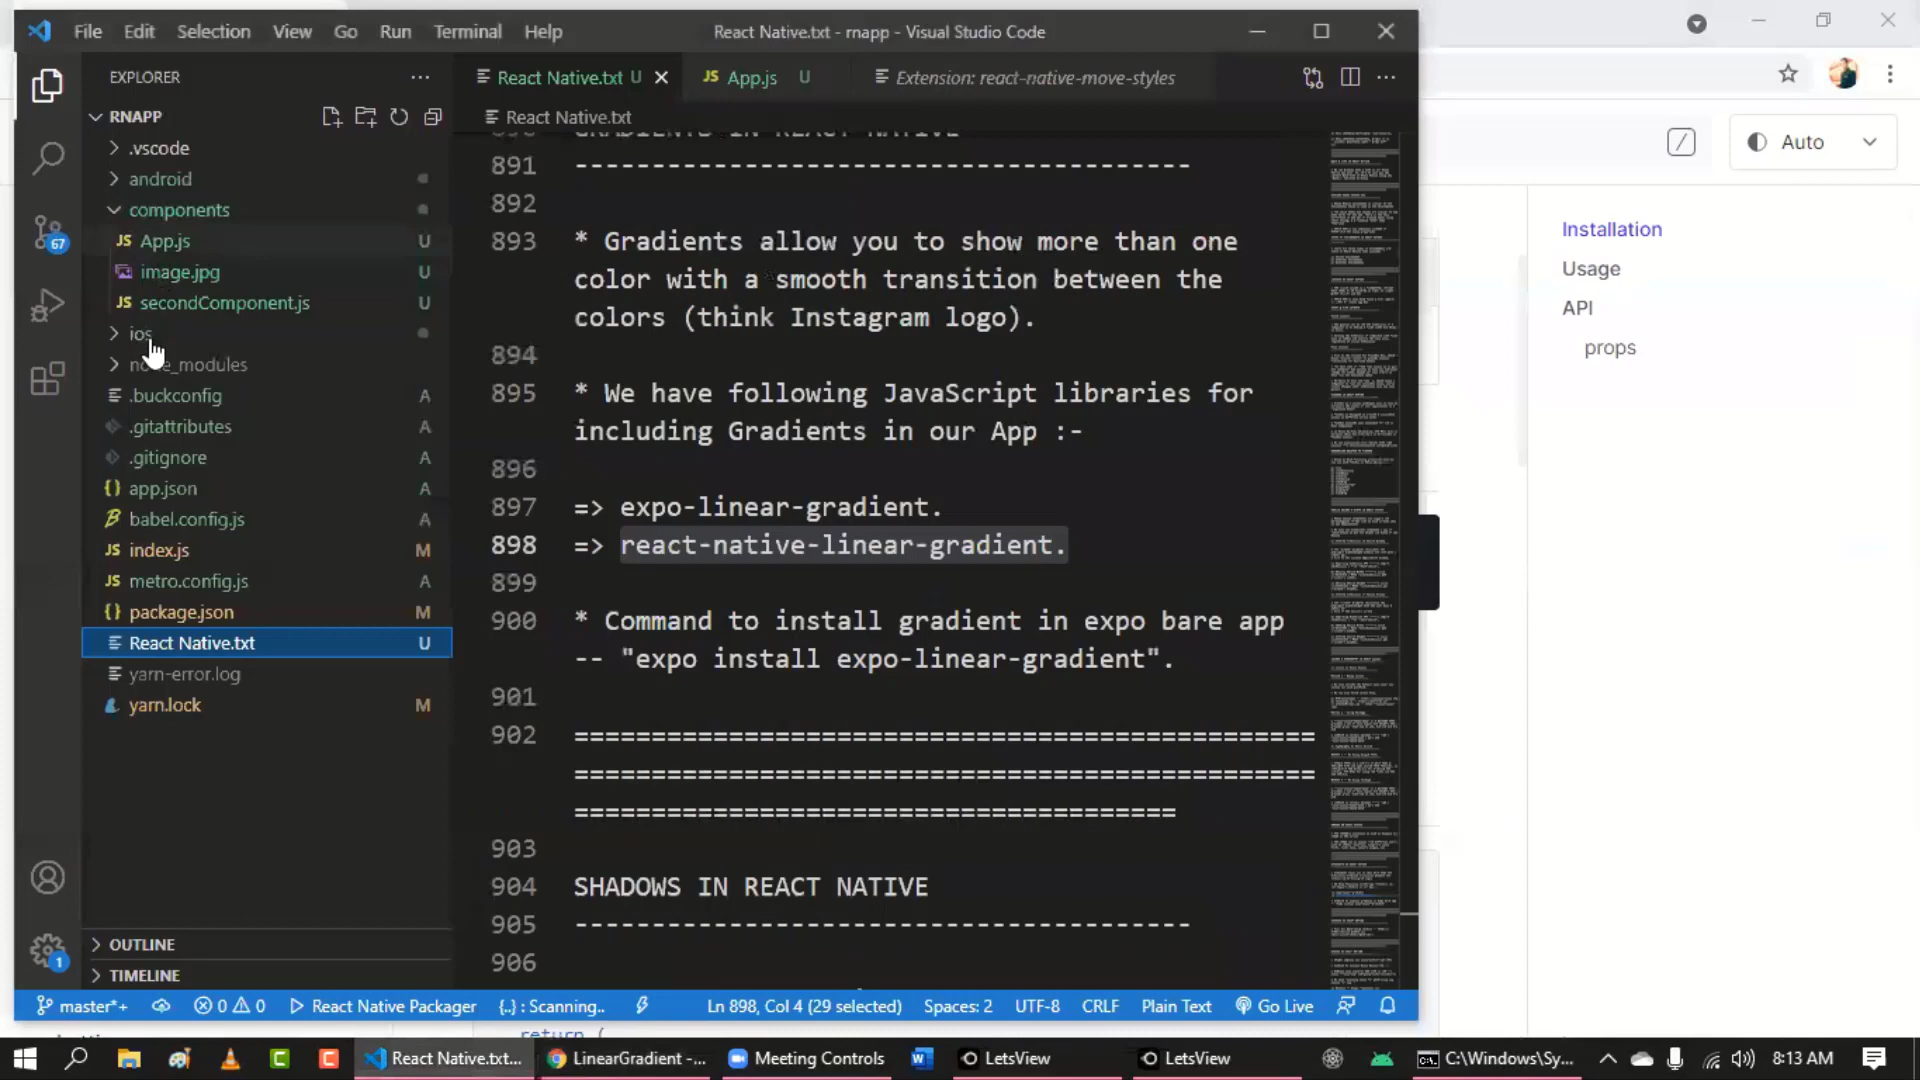 File Edit Selection View Go Run Terminal Help React Native.txt - rnapp - Visual Studio Code
EXPLORER
React Native.txt U App.js U Extension: react-native-move-styles
RNAPP
React Native.txt
.vscode
android
components
App.js U
image.jpg U
secondComponent.js U
ios
node_modules
.buckconfig A
.gitattributes A
.gitignore A
app.json A
babel.config.js A
index.js M
metro.config.js A
package.json M
React Native.txt U
yarn-error.log
yarn.lock M
OUTLINE
TIMELINE
67
1
GRADIENTS IN REACT NATIVE
891 ----------------------------------------
892
893 * Gradients allow you to show more than one
color with a smooth transition between the
colors (think Instagram logo).
894
895 * We have following JavaScript libraries for
including Gradients in our App :-
896
897 => expo-linear-gradient.
898 => react-native-linear-gradient.
899
900 * Command to install gradient in expo bare app
-- "expo install expo-linear-gradient".
901
902 ================================================
================================================
=======================================
903
904 SHADOWS IN REACT NATIVE
905 ----------------------------------------
906
master*+ 0 0 React Native Packager {..} : Scanning.. Ln 898, Col 4 (29 selected) Spaces: 2 UTF-8 CRLF Plain Text Go Live
Auto
Installation
Usage
API
props
return (
React Native.txt... LinearGradient -... Meeting Controls LetsView LetsView C:\Windows\Sy... 8:13 AM